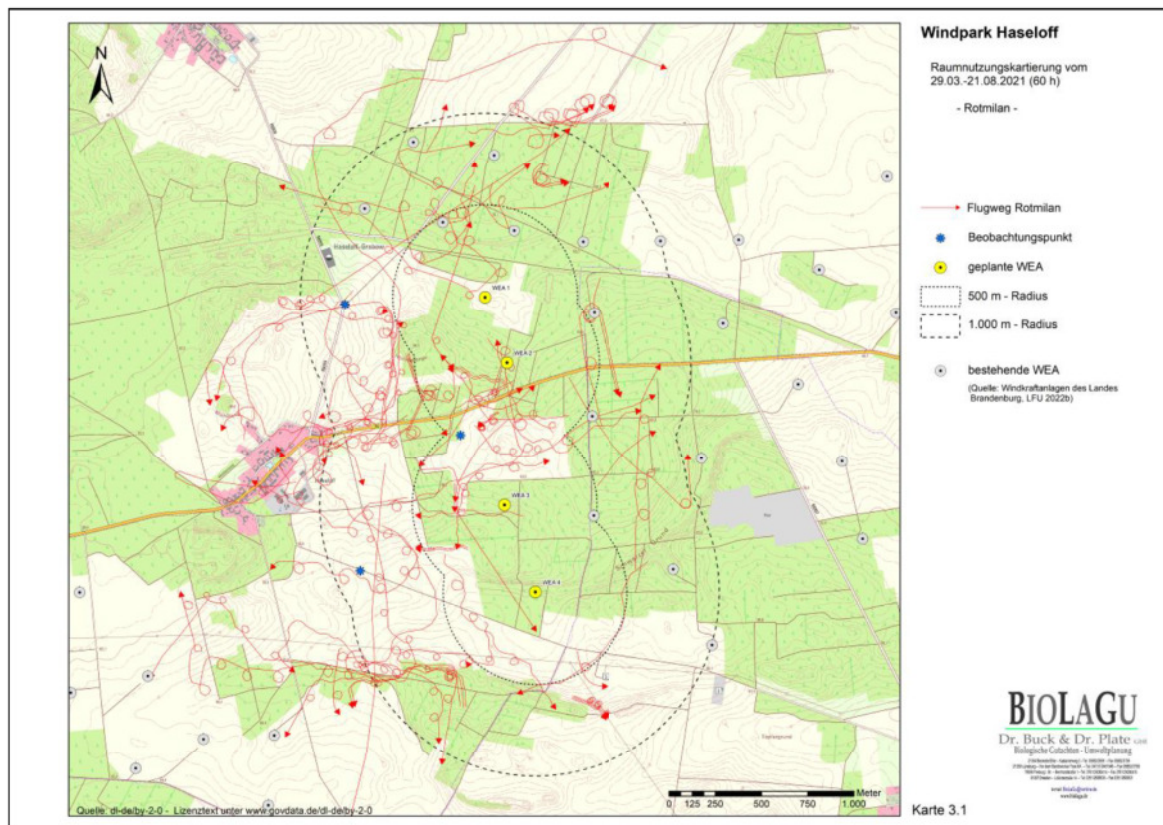 Windpark Haseloff
Raumnutzungskartierung vom
29.03.-21.08.2021 (60 h)
- Rotmilan -
N
Flugweg Rotmilan
Beobachtungspunkt
geplante WEA
500 m - Radius
1.000 m - Radius
bestehende WEA
(Quelle: Windkraftanlagen des Landes
Brandenburg, LFU 2022b)
WEA 1
WEA 2
WEA 3
WEA 4
BIOLAGU
Dr. Buck & Dr. Plate
Biologische Gutachten - Umweltplanung
Meter
0 125 250 500 750 1.000
Quelle: dl-de/by-2-0 - Lizenztext unter www.govdata.de/dl-de/by-2-0
Karte 3.1